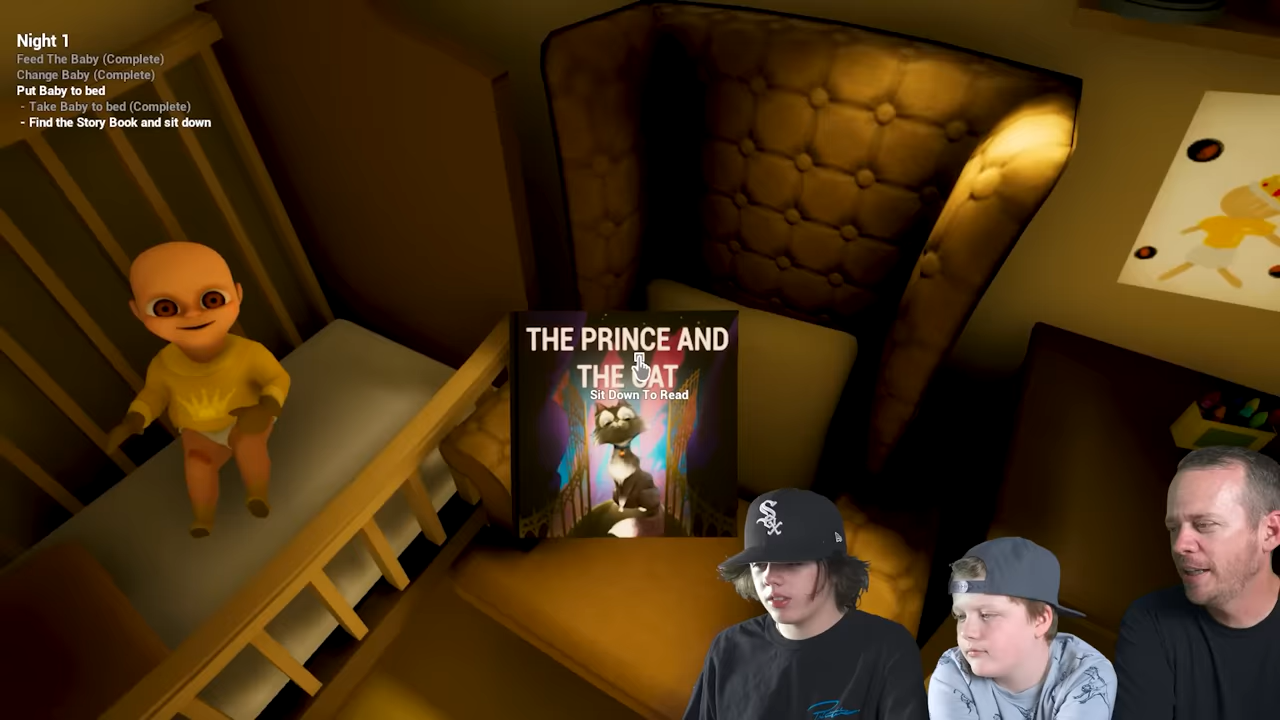 Night 1
Feed The Baby (Complete)
Change Baby (Complete)
Put Baby to bed
- Take Baby to bed (Complete)
- Find the Story Book and sit down
THE PRINCE AND
THE CAT
Sit Down To Read
Sox